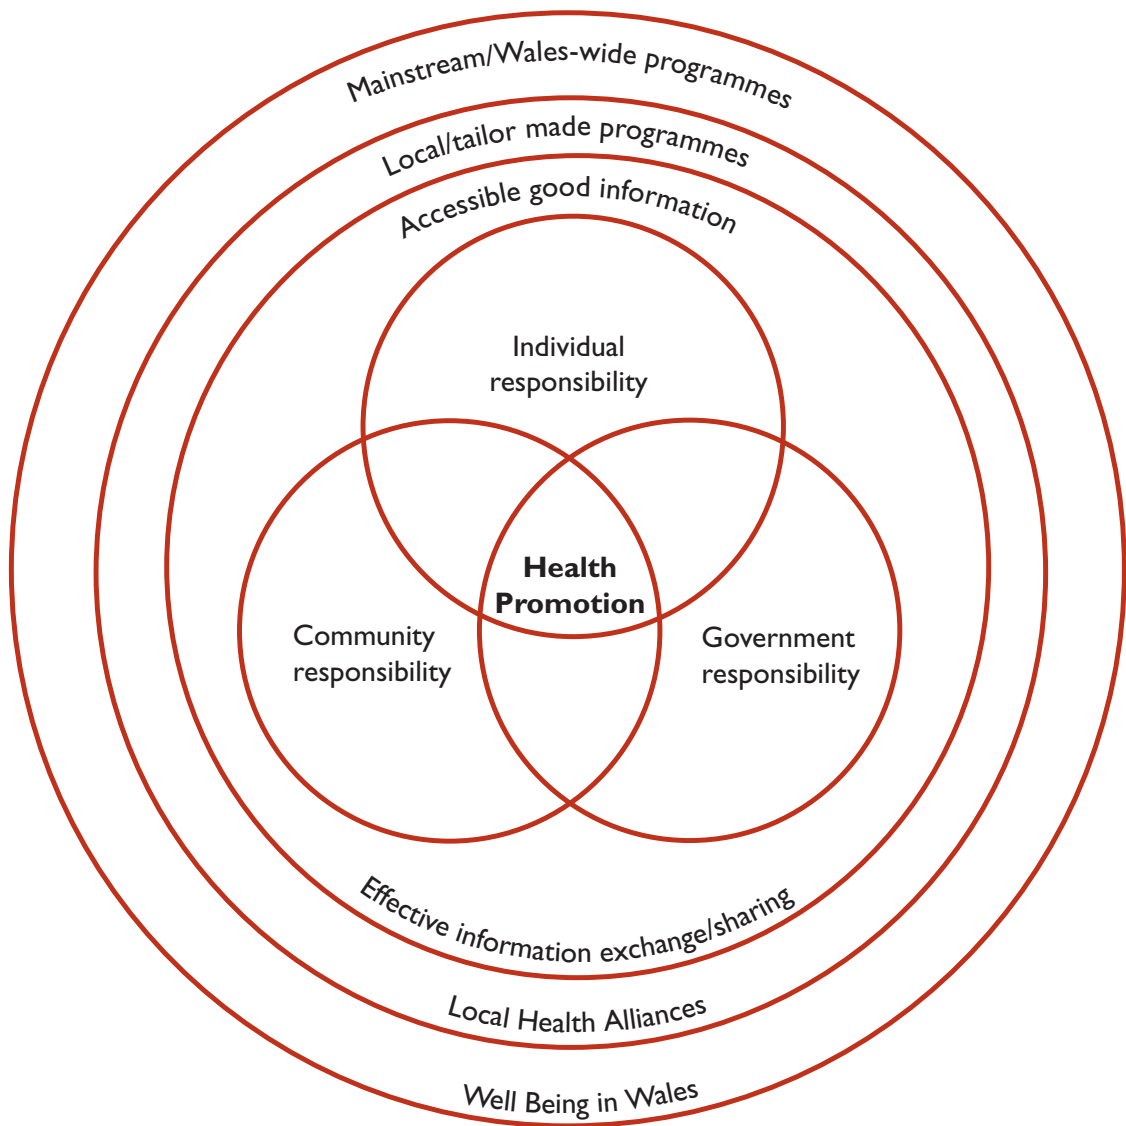 Mainstream/Wales-wide programmes
Local/tailor made programmes
Accessible good information
Individual
responsibility
Health
Promotion
Community
responsibility
Government
responsibility
Effective information exchange/sharing
Local Health Alliances
Well Being in Wales